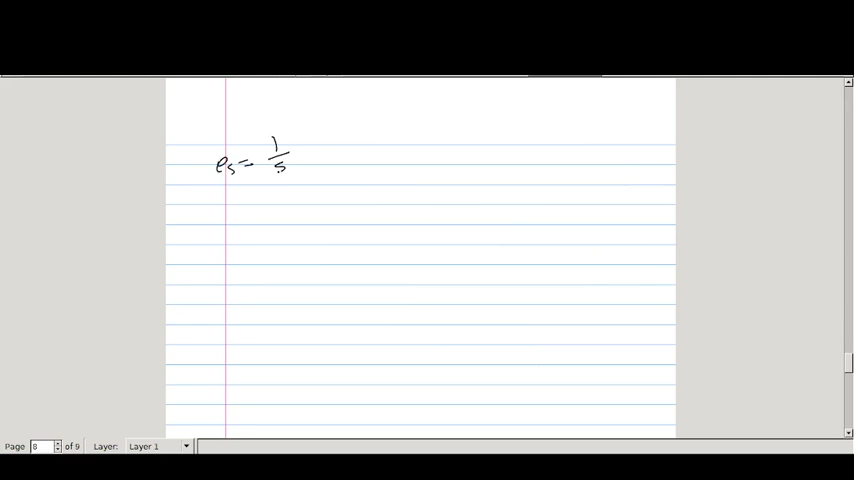 e₅ = 1/5
Page 8 of 9 Layer: Layer 1